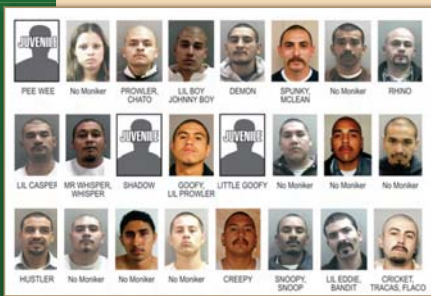 JUVENILE
PEE WEE
No Moniker
PROWLER,
CHATO
LIL BOY
JOHNNY BOY
DEMON
SPUNKY,
MCLEAN
No Moniker
RHINO
JUVENILE
JUVENILE
LIL CASPER
MR WHISPER,
WHISPER
SHADOW
GOOFY,
LIL PROWLER
LITTLE GOOFY
No Moniker
No Moniker
No Moniker
HUSTLER
No Moniker
No Moniker
No Moniker
CREEPY
SNOOPY,
SNOOP
LIL EDDIE,
BANDIT
CRICKET,
TRACAS, FLACO